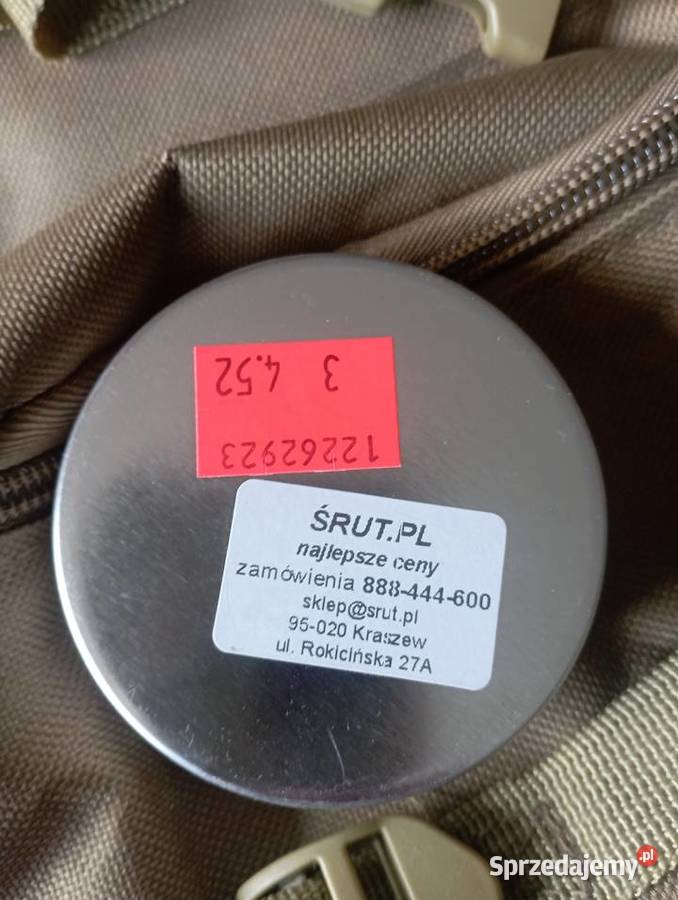 12262923
3 4.52
ŚRUT.PL
najlepsze ceny
zamówienia 888-444-600
sklep@srut.pl
95-020 Kraszew
ul. Rokicińska 27A
Sprzedajemy.pl